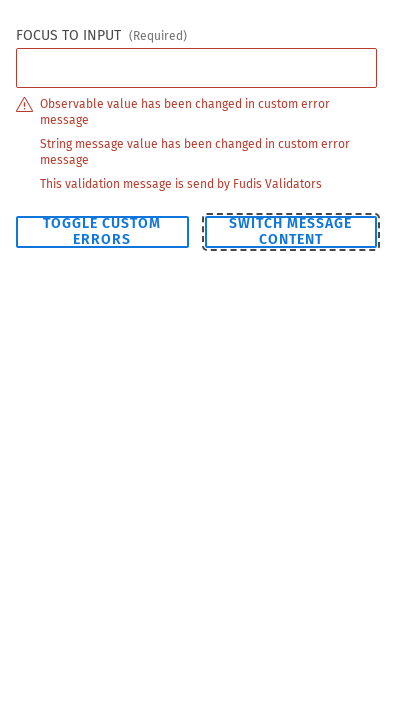 FOCUS TO INPUT (Required)
Observable value has been changed in custom error
message
String message value has been changed in custom error
message
This validation message is send by Fudis Validators
TOGGLE CUSTOM
ERRORS
SWITCH MESSAGE
CONTENT